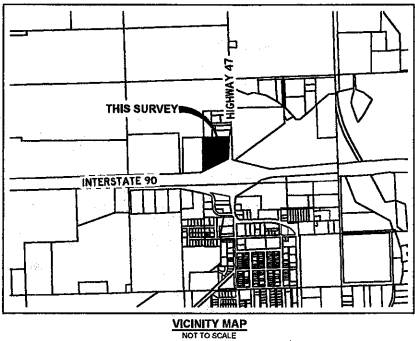 HIGHWAY 47
THIS SURVEY
INTERSTATE 90
VICINITY MAP
NOT TO SCALE